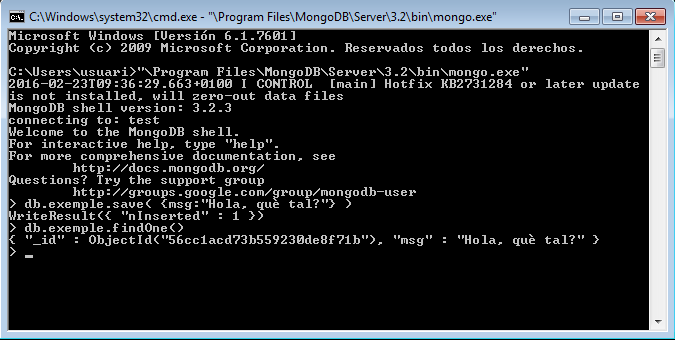 C:\Windows\system32\cmd.exe - "\Program Files\MongoDB\Server\3.2\bin\mongo.exe"
Microsoft Windows [Versión 6.1.7601]
Copyright (c) 2009 Microsoft Corporation. Reservados todos los derechos.
C:\Users\usuari>"\Program Files\MongoDB\Server\3.2\bin\mongo.exe"
2016-02-23T09:36:29.663+0100 I CONTROL  [main] Hotfix KB2731284 or later update
is not installed, will zero-out data files
MongoDB shell version: 3.2.3
connecting to: test
Welcome to the MongoDB shell.
For interactive help, type "help".
For more comprehensive documentation, see
        http://docs.mongodb.org/
Questions? Try the support group
        http://groups.google.com/group/mongodb-user
> db.exemple.save( {msg:"Hola, què tal?"} )
WriteResult({ "nInserted" : 1 })
> db.exemple.findOne()
{ "_id" : ObjectId("56cc1acd73b559230de8f71b"), "msg" : "Hola, què tal?" }
> _